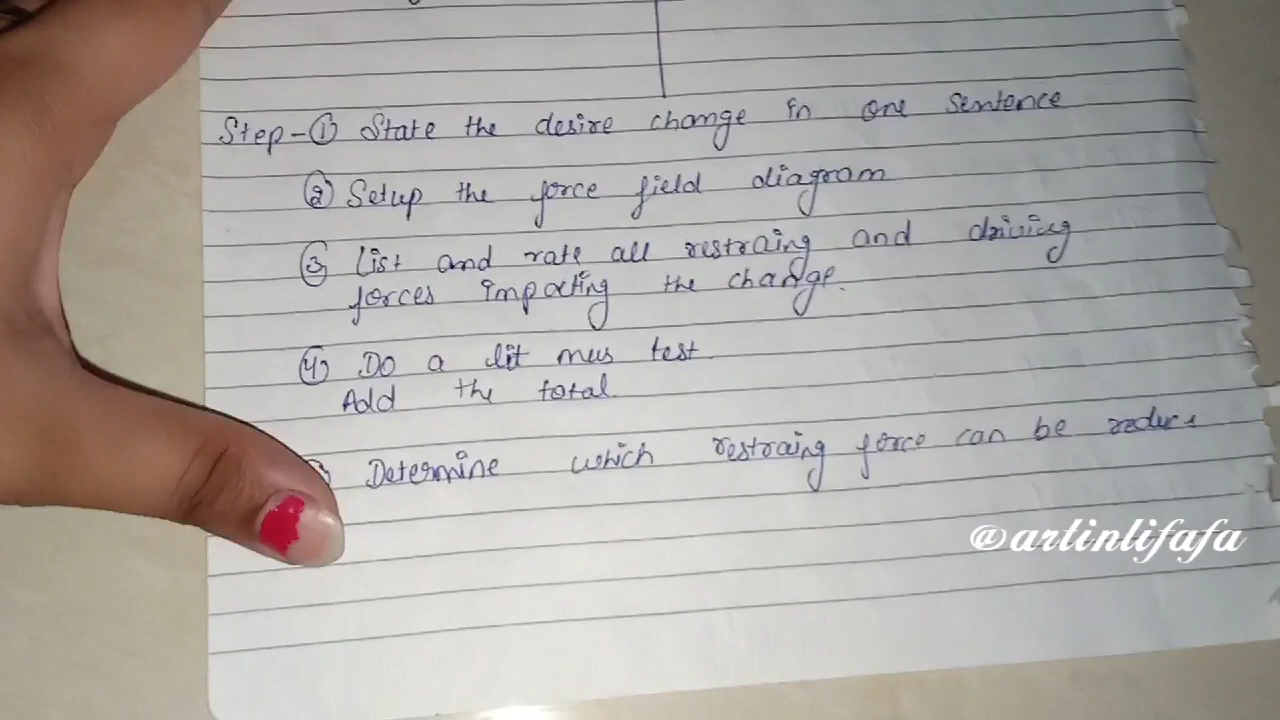 Step-① State the desire change in one sentence
② Setup the force field diagram
③ List and rate all restraing and driving
forces impacting the change.
④ Do a lit mus test
Add the total.
Determine which restraing force can be reduce
@artinlifafa